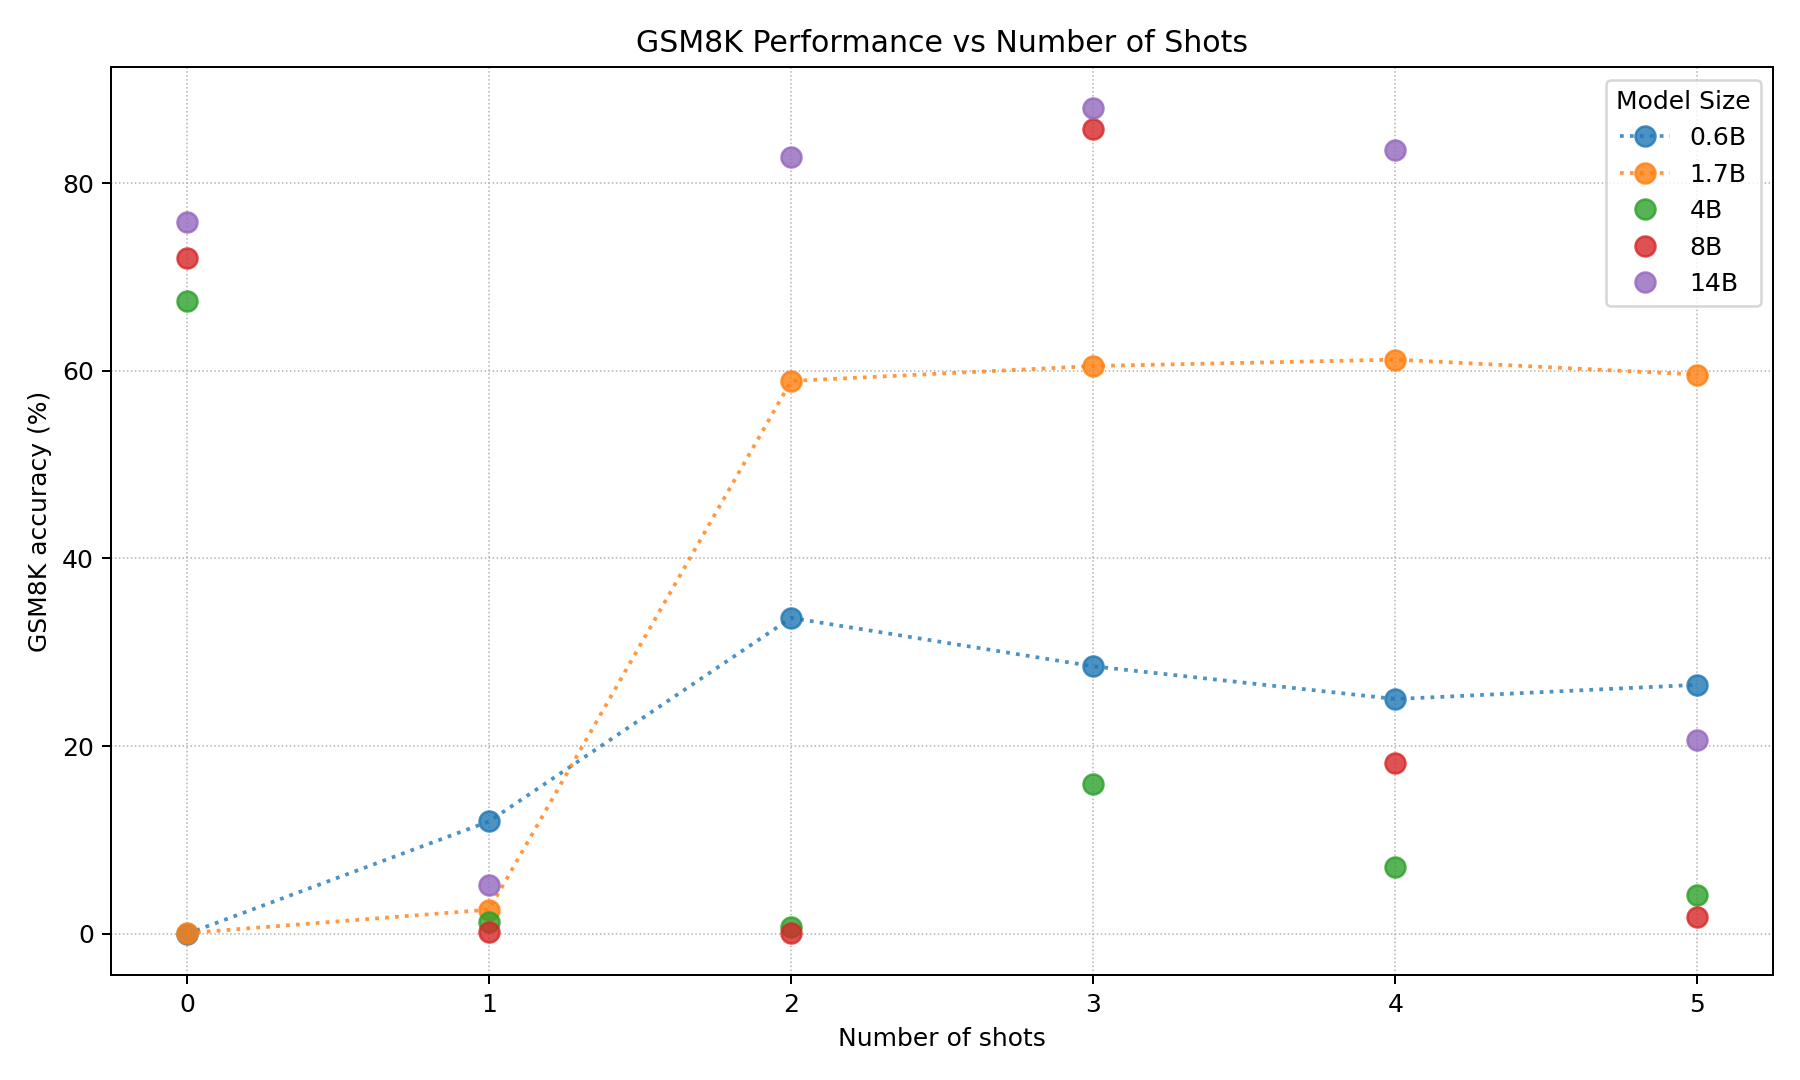 GSM8K Performance vs Number of Shots
GSM8K accuracy (%)
80
60
40
20
0
0 1 2 3 4 5
Number of shots
Model Size
0.6B
1.7B
4B
8B
14B